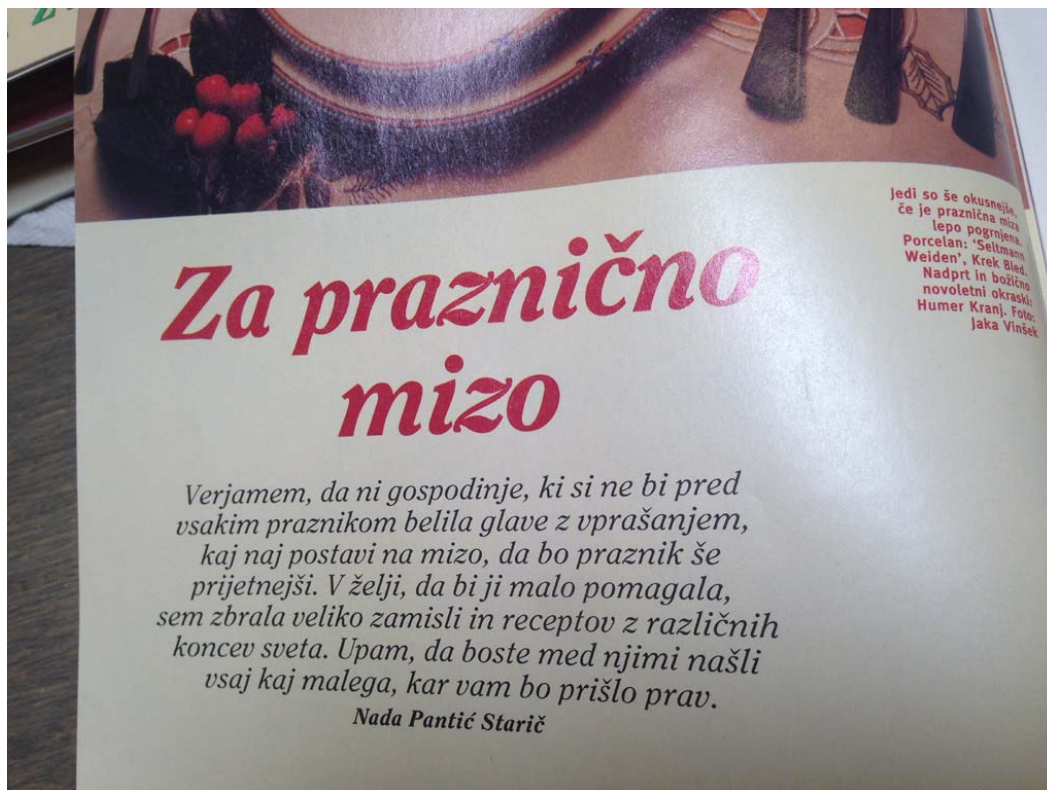 Za praznično
mizo
Verjamem, da ni gospodinje, ki si ne bi pred
vsakim praznikom belila glave z vprašanjem,
kaj naj postavi na mizo, da bo praznik še
prijetnejši. V želji, da bi ji malo pomagala,
sem zbrala veliko zamisli in receptov z različnih
koncev sveta. Upam, da boste med njimi našli
vsaj kaj malega, kar vam bo prišlo prav.
Nada Pantić Starič
Jedi so še okusnejše,
če je praznična miza
lepo pogrnjena.
Porcelan: 'Seltmann
Weiden', Krek Bled.
Nadprt in božično
novoletni okraski:
Humer Kranj. Foto:
Jaka Vinšek